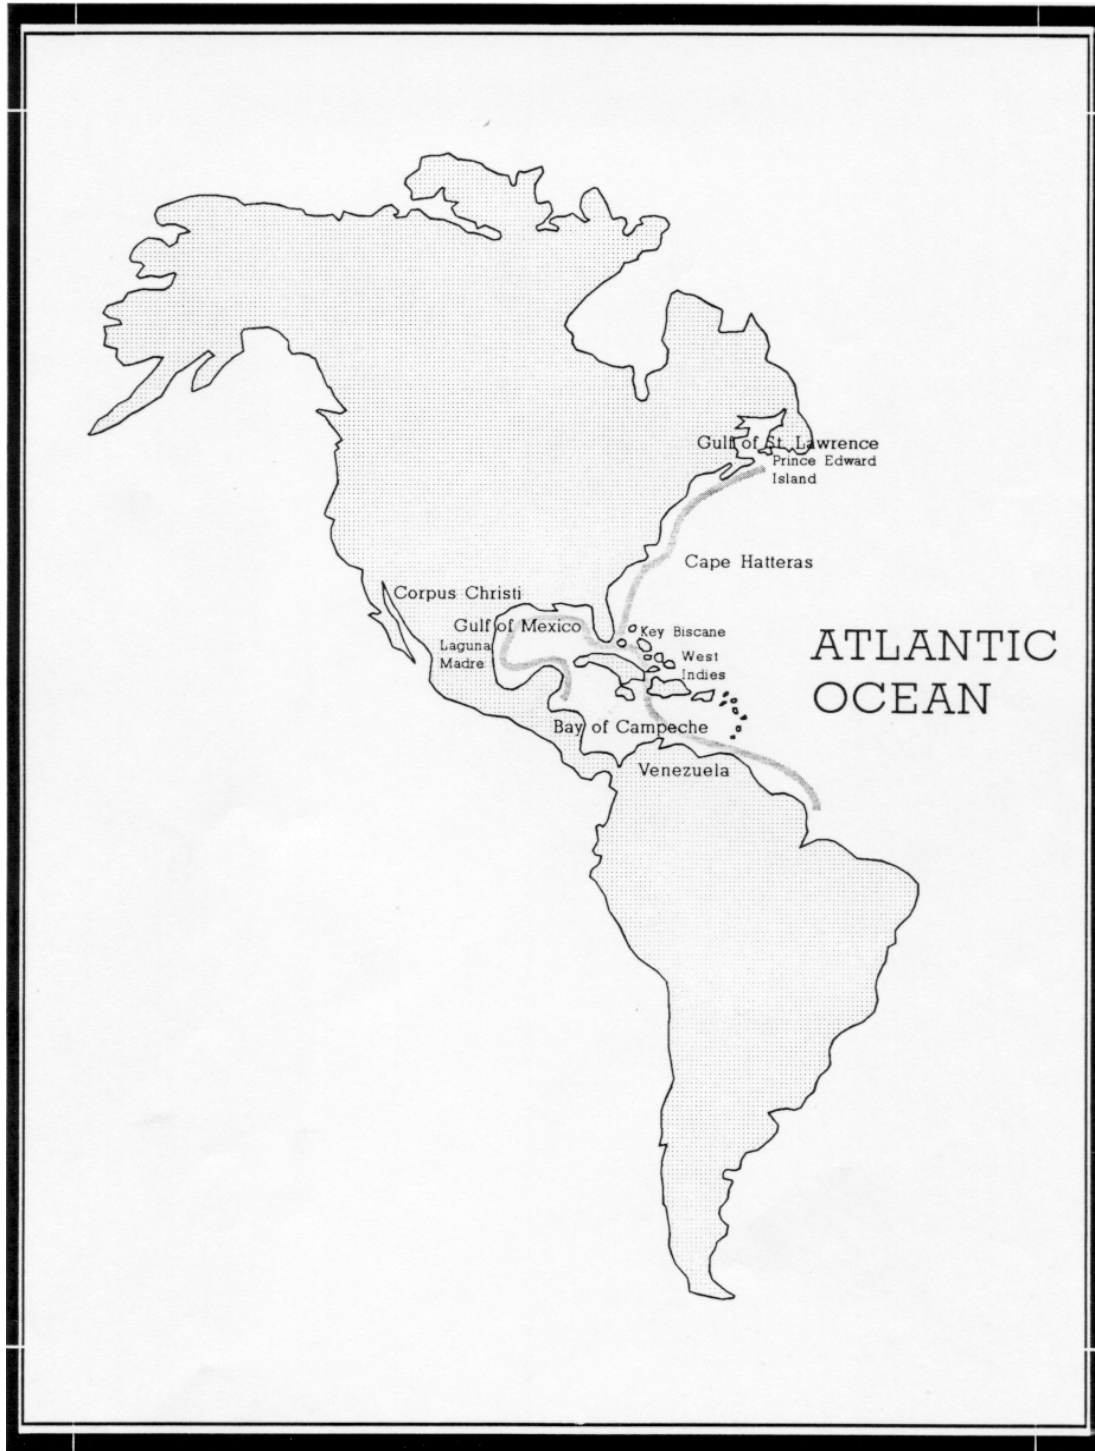 Gulf of St. Lawrence
Prince Edward
Island
Cape Hatteras
Corpus Christi
Gulf of Mexico
Laguna
Madre
Key Biscane
West
Indies
ATLANTIC
OCEAN
Bay of Campeche
Venezuela